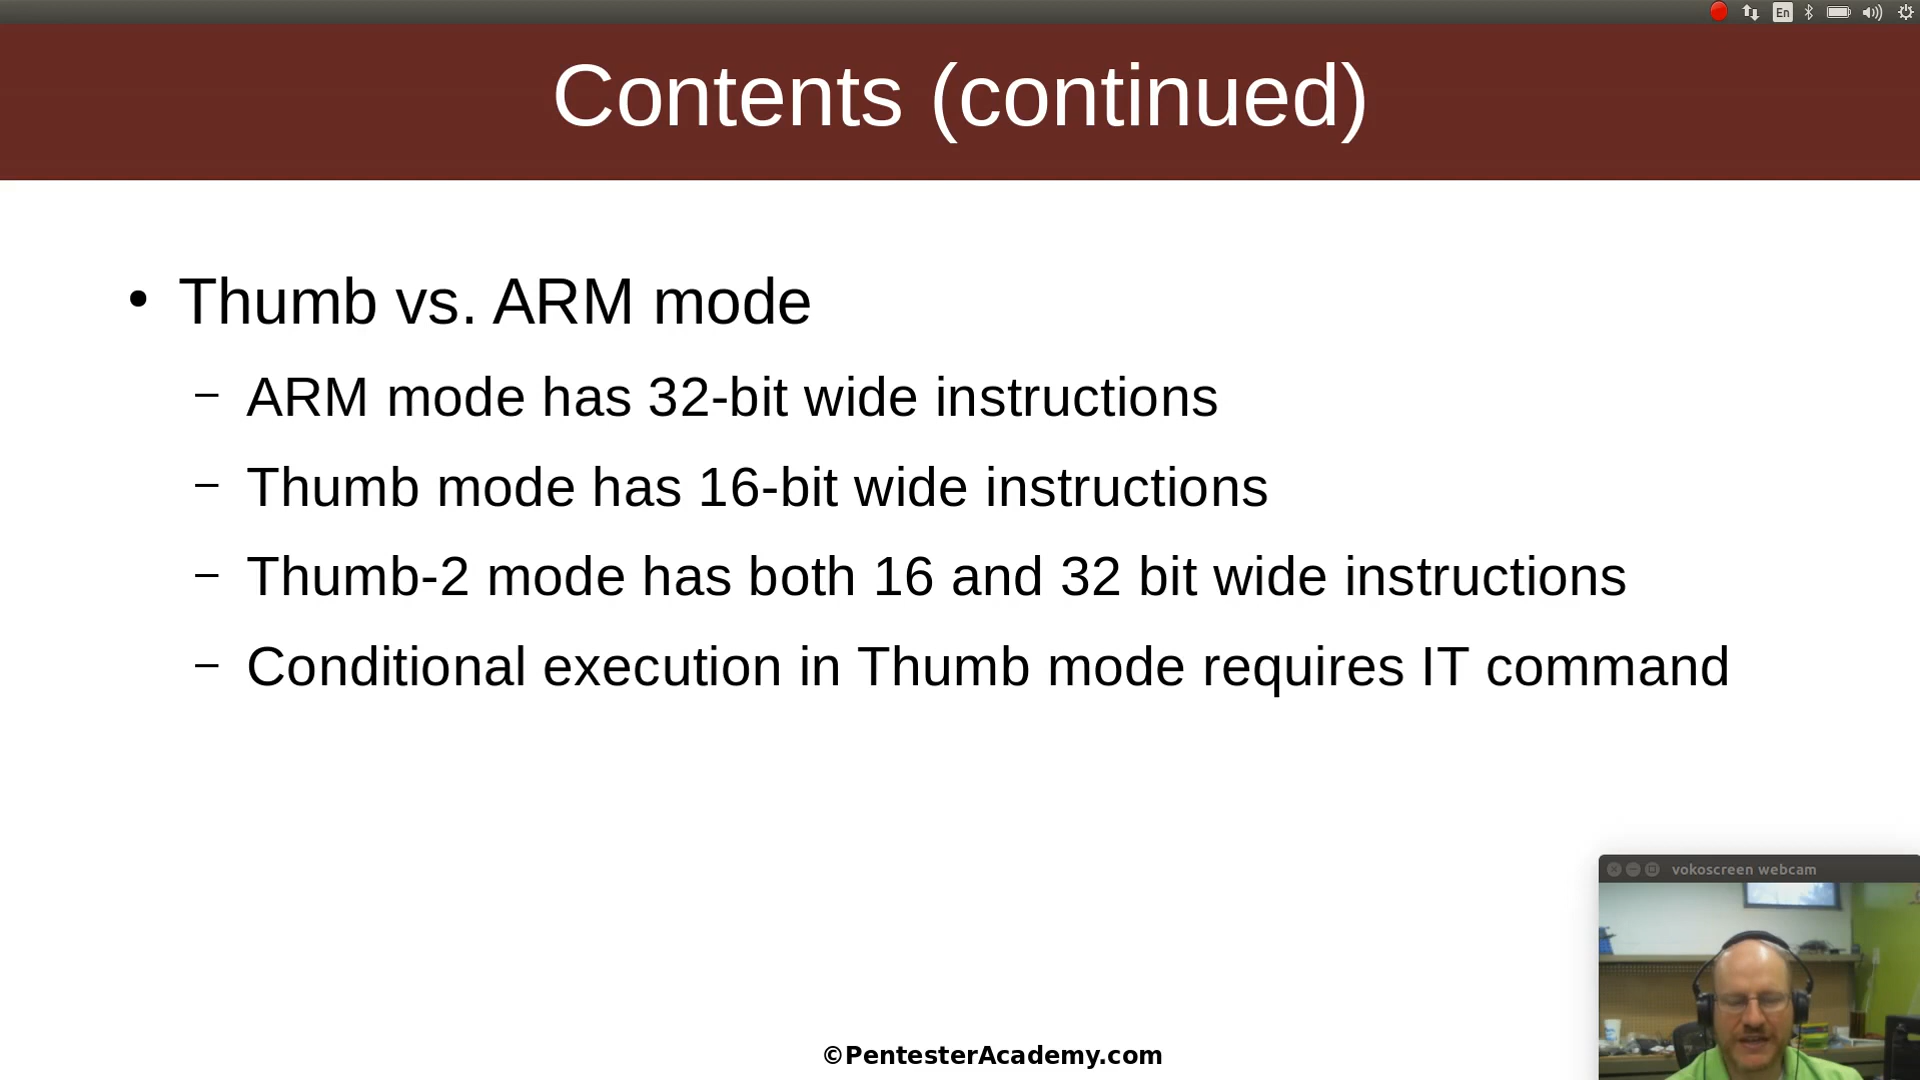 En
Contents (continued)
• Thumb vs. ARM mode
– ARM mode has 32-bit wide instructions
– Thumb mode has 16-bit wide instructions
– Thumb-2 mode has both 16 and 32 bit wide instructions
– Conditional execution in Thumb mode requires IT command
vokoscreen webcam
©PentesterAcademy.com